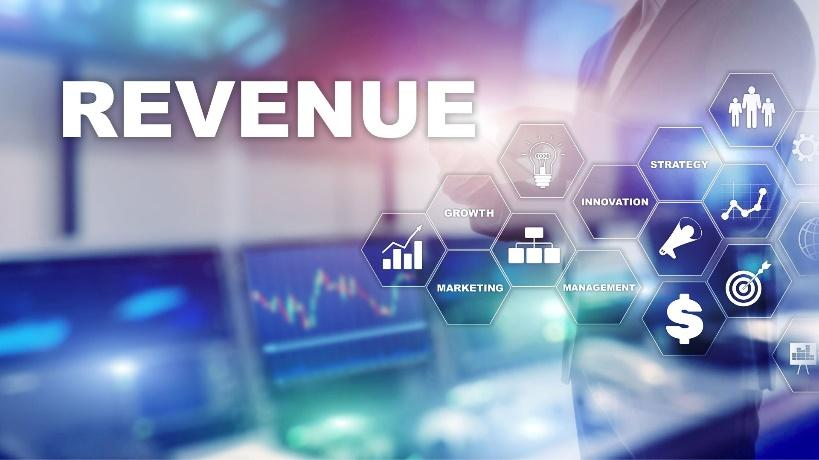 REVENUE
STRATEGY
INNOVATION
GROWTH
MARKETING
MANAGEMENT
$